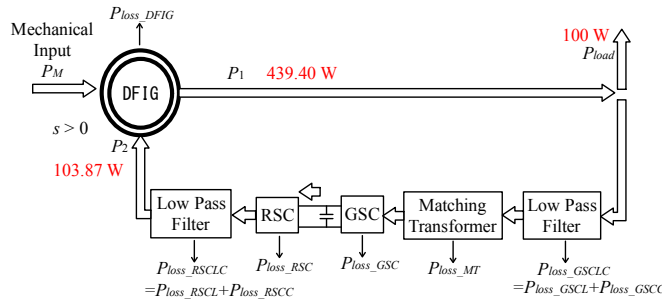 Mechanical
Input
P_M
P_loss_DFIG
DFIG
P_1 439.40 W
100 W
P_load
s > 0
P_2
103.87 W
Low Pass
Filter
RSC
GSC
Matching
Transformer
Low Pass
Filter
P_loss_RSCLC
=P_loss_RSCL+P_loss_RSCC
P_loss_RSC
P_loss_GSC
P_loss_MT
P_loss_GSCLC
=P_loss_GSCL+P_loss_GSCC